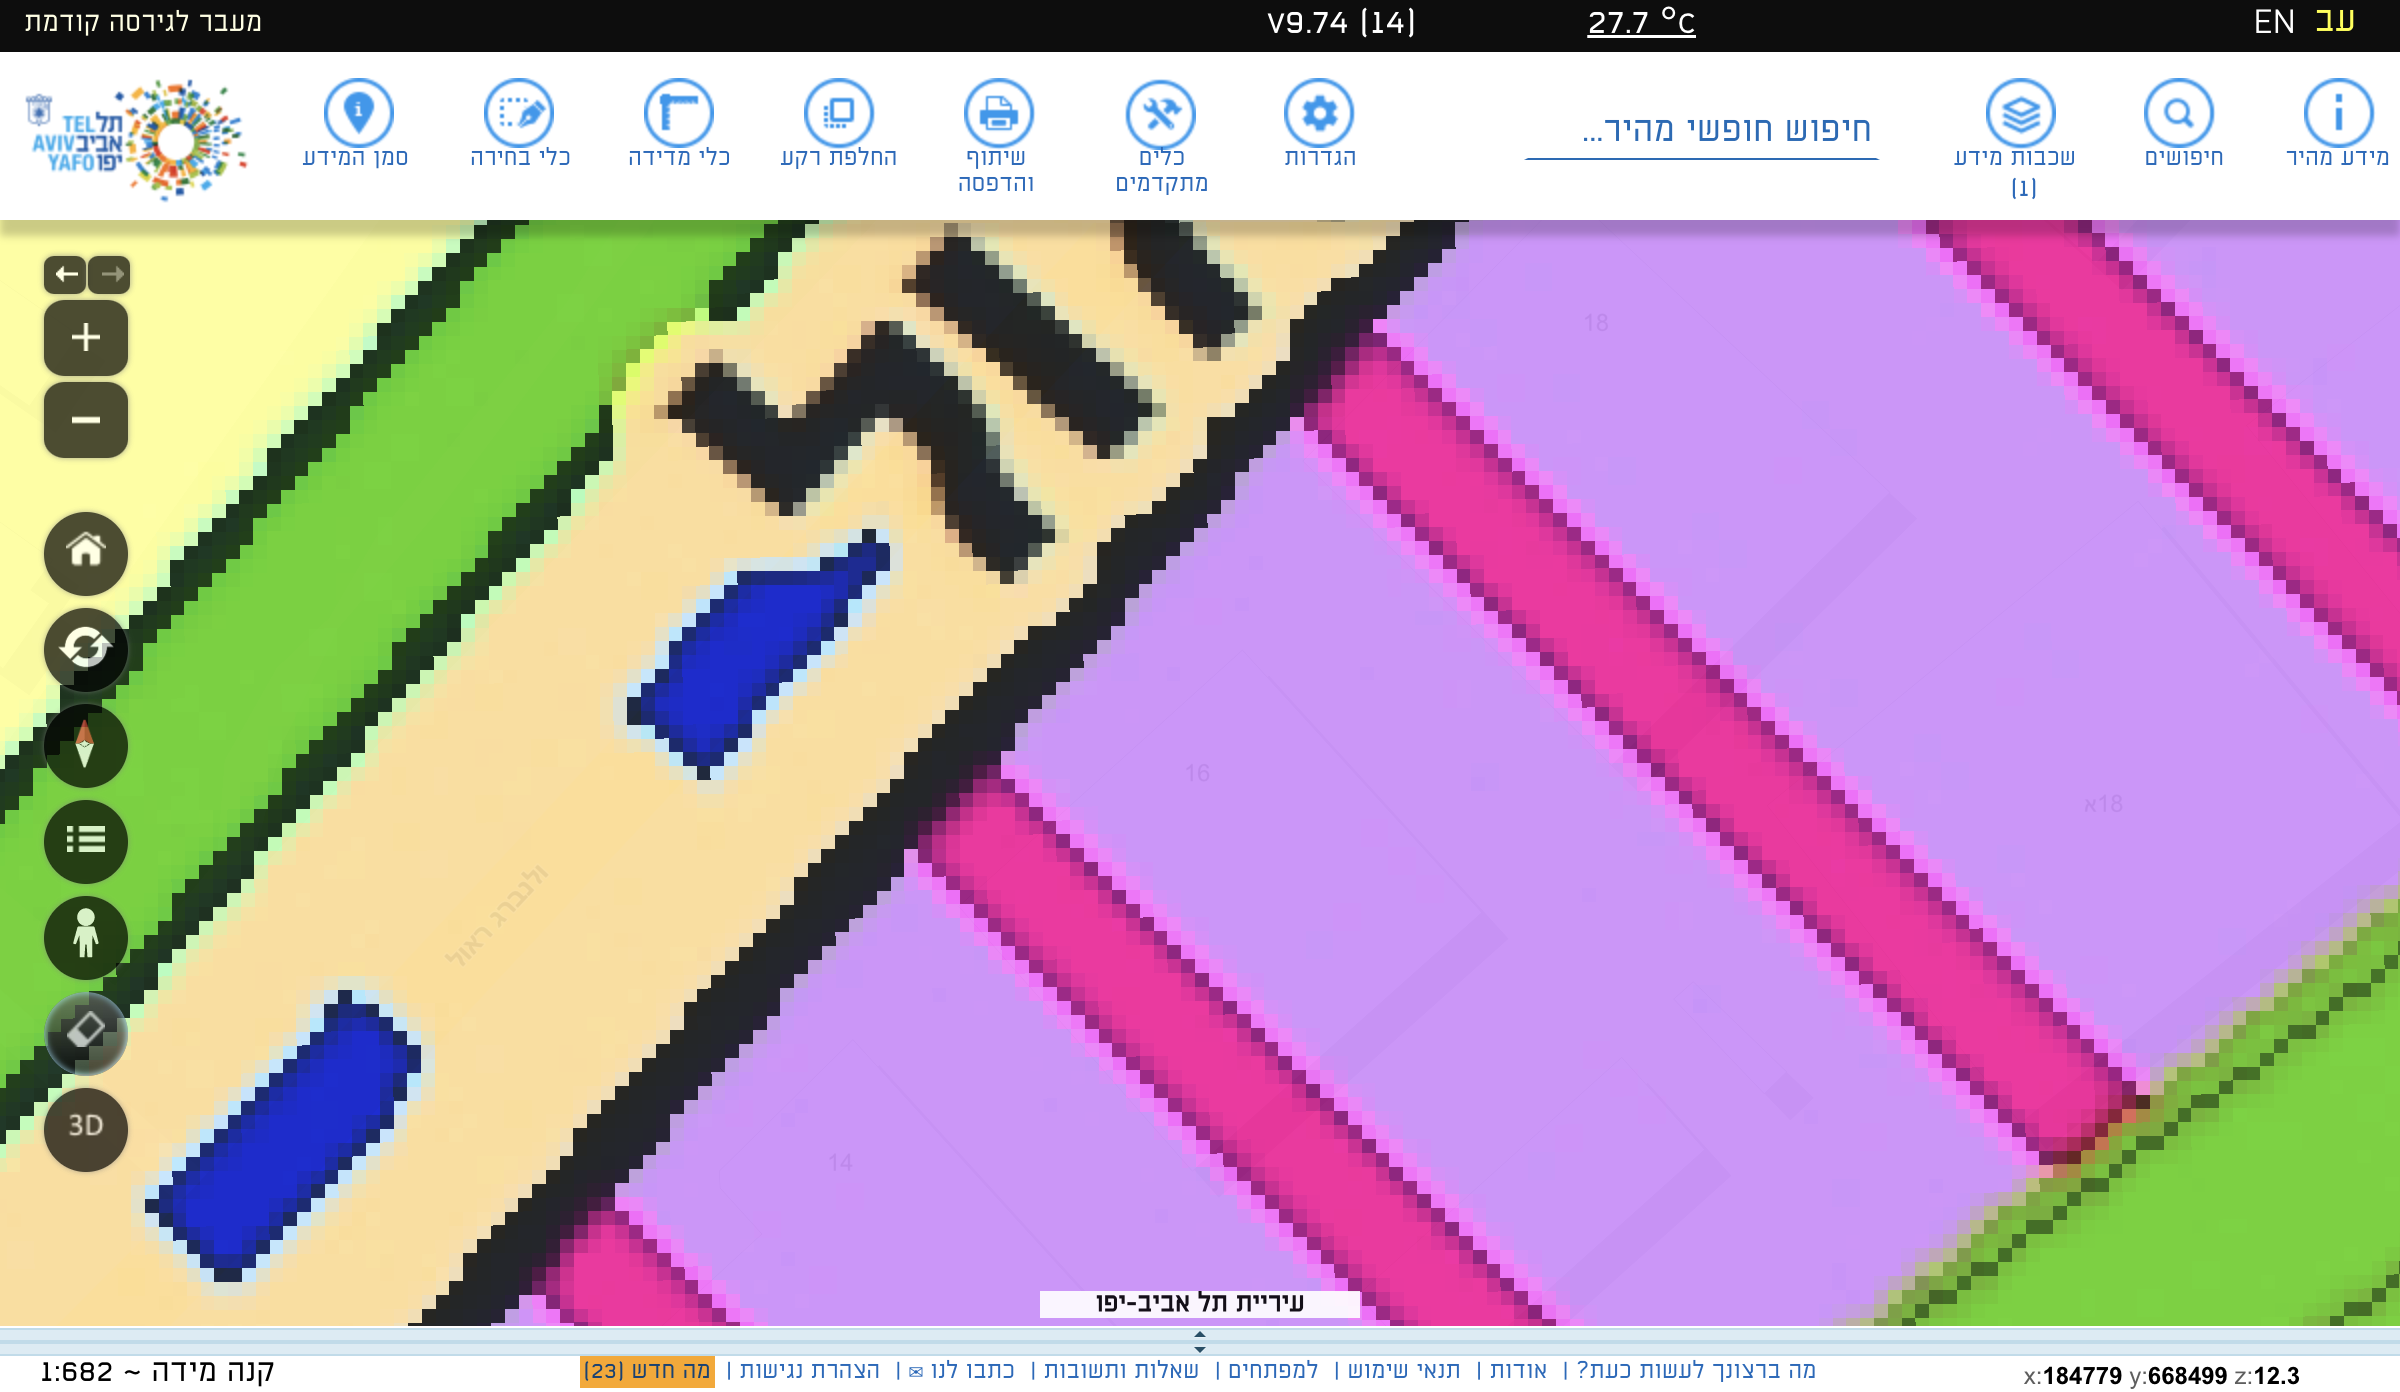 עב EN
27.7 °C
V9.74 (14)
מעבר לגירסה קודמת
מידע מהיר
חיפושים
שכבות מידע
(1)
חיפוש חופשי מהיר...
הגדרות
כלים
מתקדמים
שיתוף
והדפסה
החלפת רקע
כלי מדידה
כלי בחירה
סמן המידע
תל אביב יפו
TEL AVIV YAFO
18
16
18א
ולנברג ראול
14
3D
עיריית תל אביב-יפו
מה ברצונך לעשות כעת? | אודות | תנאי שימוש | למפתחים | שאלות ותשובות | כתבו לנו ✉ | הצהרת נגישות | מה חדש (23)
קנה מידה ~ 1:682
x:184779 y:668499 z:12.3